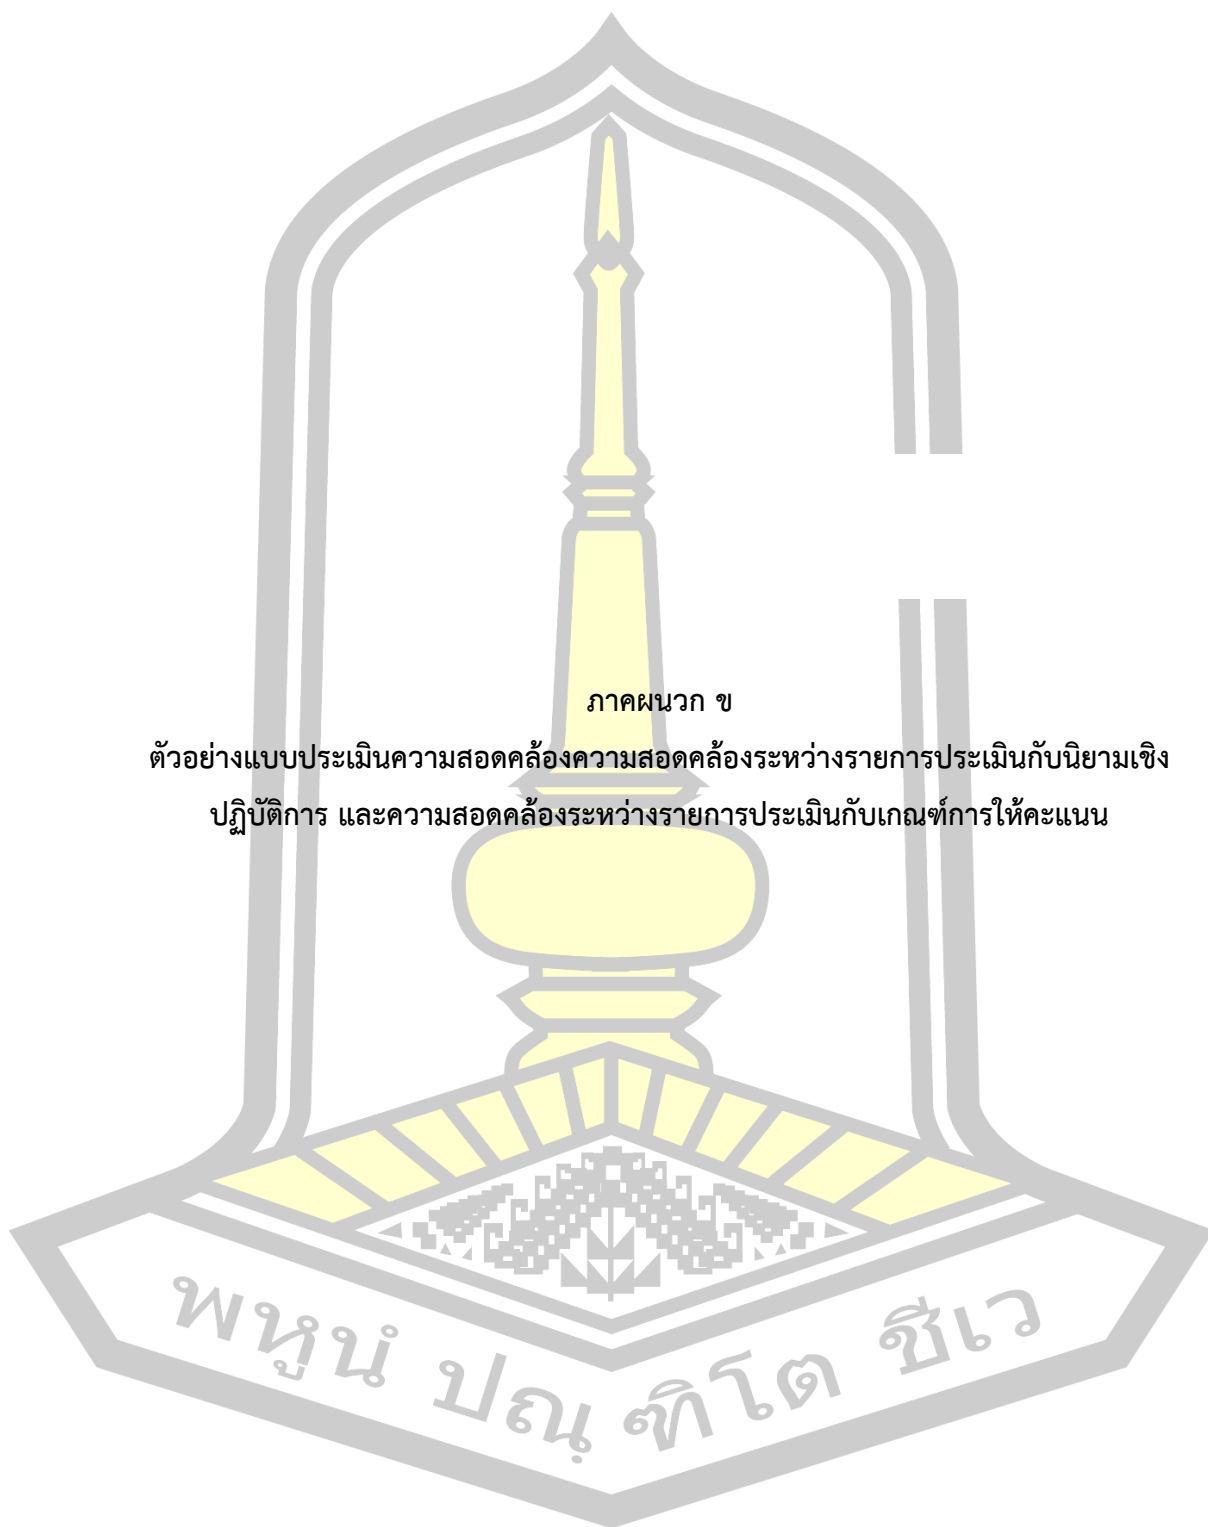 ภาคผนวก ข
ตัวอย่างแบบประเมินความสอดคล้องความสอดคล้องระหว่างรายการประเมินกับนิยามเชิง
ปฏิบัติการ และความสอดคล้องระหว่างรายการประเมินกับเกณฑ์การให้คะแนน
พหูนํ ปณฺฑิโต ชีเว